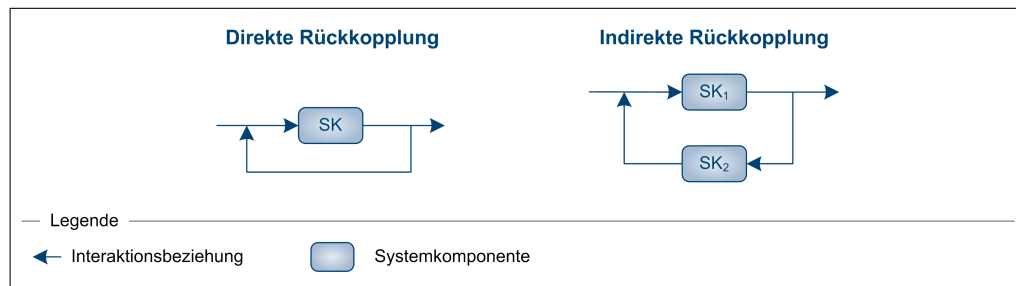 Direkte Rückkopplung
Indirekte Rückkopplung
SK
SK₁
SK₂
Legende
Interaktionsbeziehung
Systemkomponente